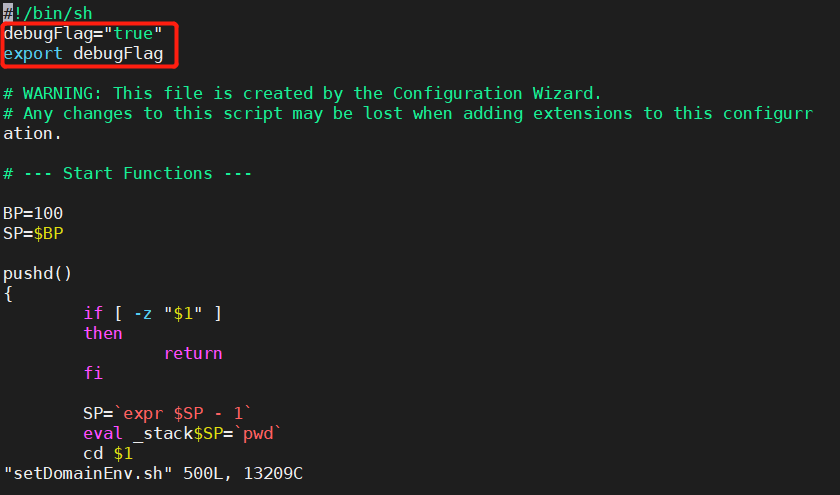 #!/bin/sh
debugFlag="true"
export debugFlag
# WARNING: This file is created by the Configuration Wizard.
# Any changes to this script may be lost when adding extensions to this configurr
ation.
# --- Start Functions ---
BP=100
SP=$BP
pushd()
{
if [ -z "$1" ]
then
return
fi
SP=`expr $SP - 1`
eval _stack$SP=`pwd`
cd $1
"setDomainEnv.sh" 500L, 13209C